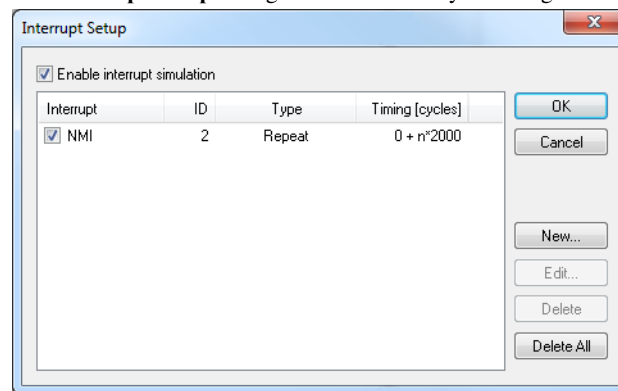 Interrupt Setup
Enable interrupt simulation
Interrupt ID Type Timing [cycles]
NMI 2 Repeat 0 + n*2000
OK
Cancel
New...
Edit...
Delete
Delete All